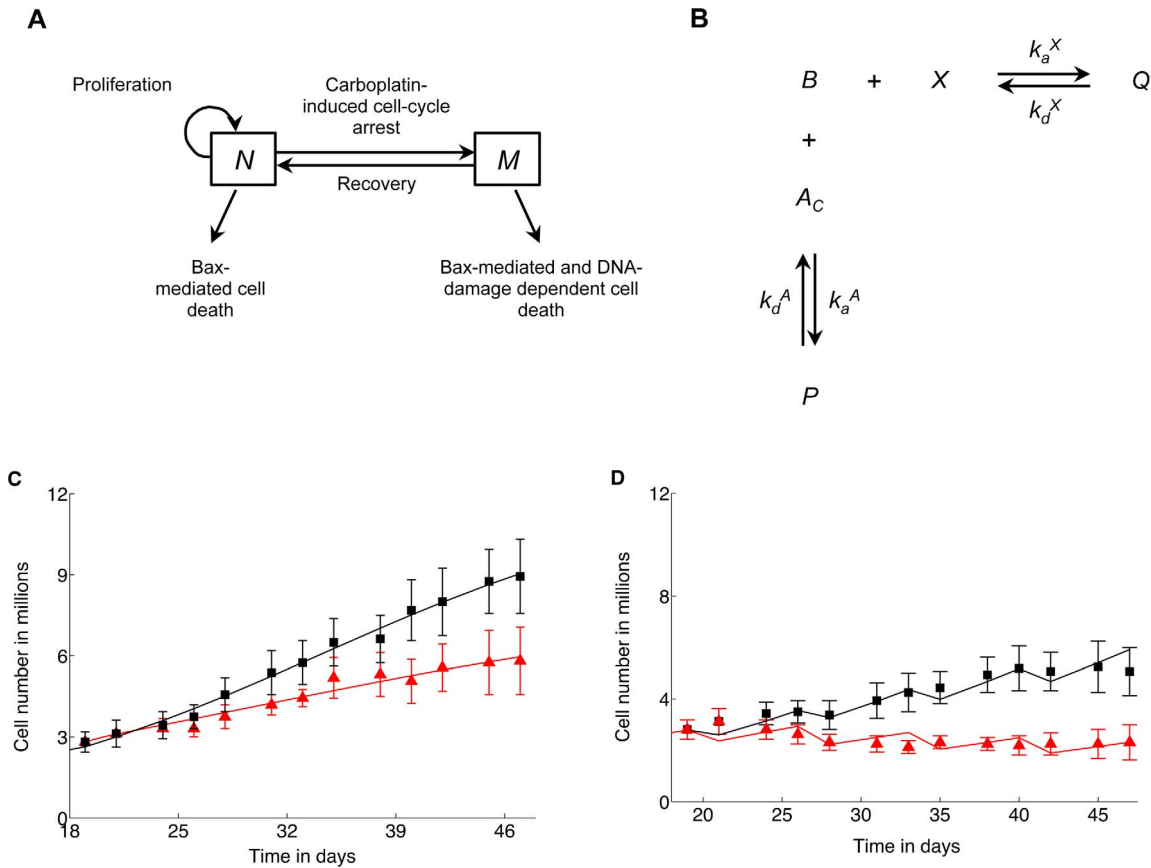 A
Proliferation
Carboplatin-
induced cell-cycle
arrest
N
M
Recovery
Bax-
mediated cell
death
Bax-mediated and DNA-
damage dependent cell
death
B
B + X
k_a^X
k_d^X
Q
+
A_C
k_d^A
k_a^A
P
C
Cell number in millions
12
9
6
3
0
18 25 32 39 46
Time in days
D
Cell number in millions
12
8
4
0
20 25 30 35 40 45
Time in days